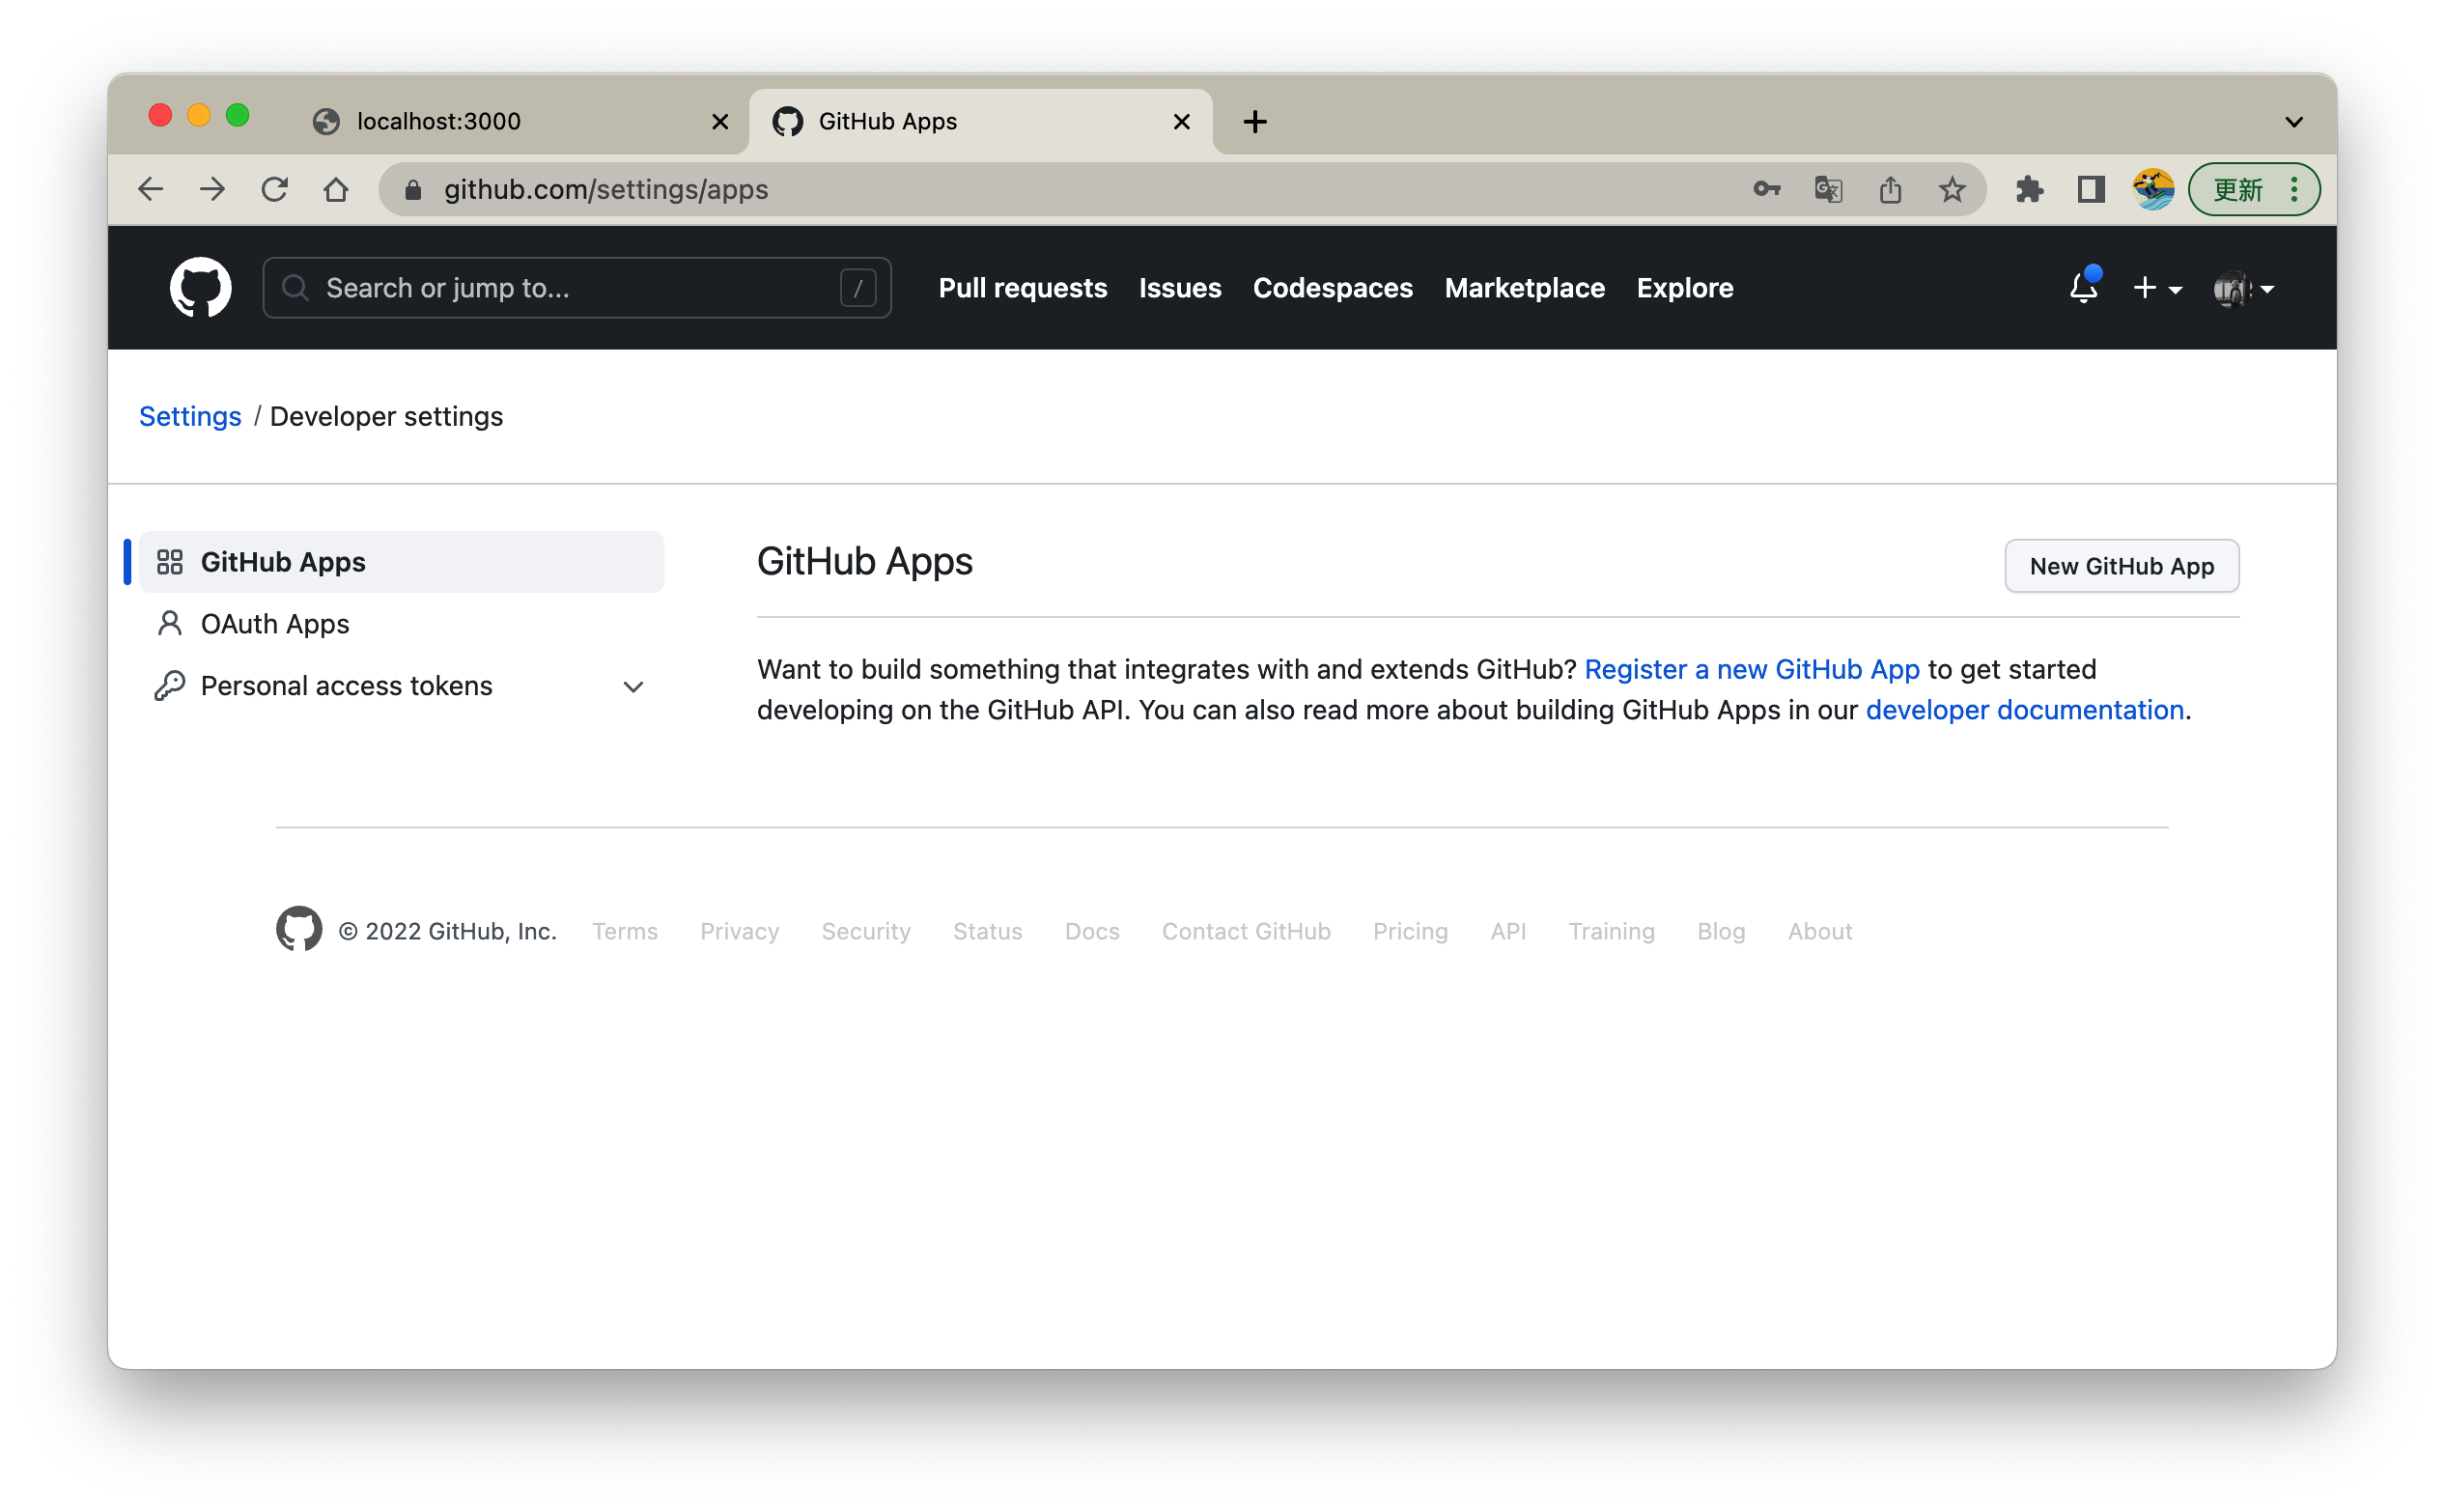 localhost:3000
GitHub Apps
github.com/settings/apps
更新
Search or jump to...
/
Pull requests Issues Codespaces Marketplace Explore
Settings / Developer settings
GitHub Apps
OAuth Apps
Personal access tokens
GitHub Apps
New GitHub App
Want to build something that integrates with and extends GitHub? Register a new GitHub App to get started
developing on the GitHub API. You can also read more about building GitHub Apps in our developer documentation.
© 2022 GitHub, Inc. Terms Privacy Security Status Docs Contact GitHub Pricing API Training Blog About